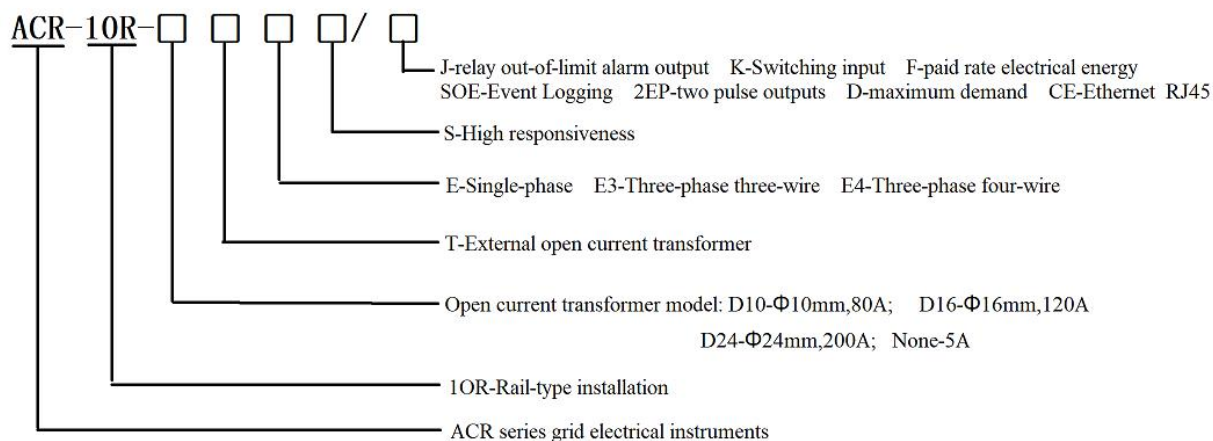 ACR-10R-□ □ □ □/ □
J-relay out-of-limit alarm output K-Switching input F-paid rate electrical energy
SOE-Event Logging 2EP-two pulse outputs D-maximum demand CE-Ethernet RJ45
S-High responsiveness
E-Single-phase E3-Three-phase three-wire E4-Three-phase four-wire
T-External open current transformer
Open current transformer model: D10-Φ10mm,80A; D16-Φ16mm,120A
D24-Φ24mm,200A; None-5A
1OR-Rail-type installation
ACR series grid electrical instruments